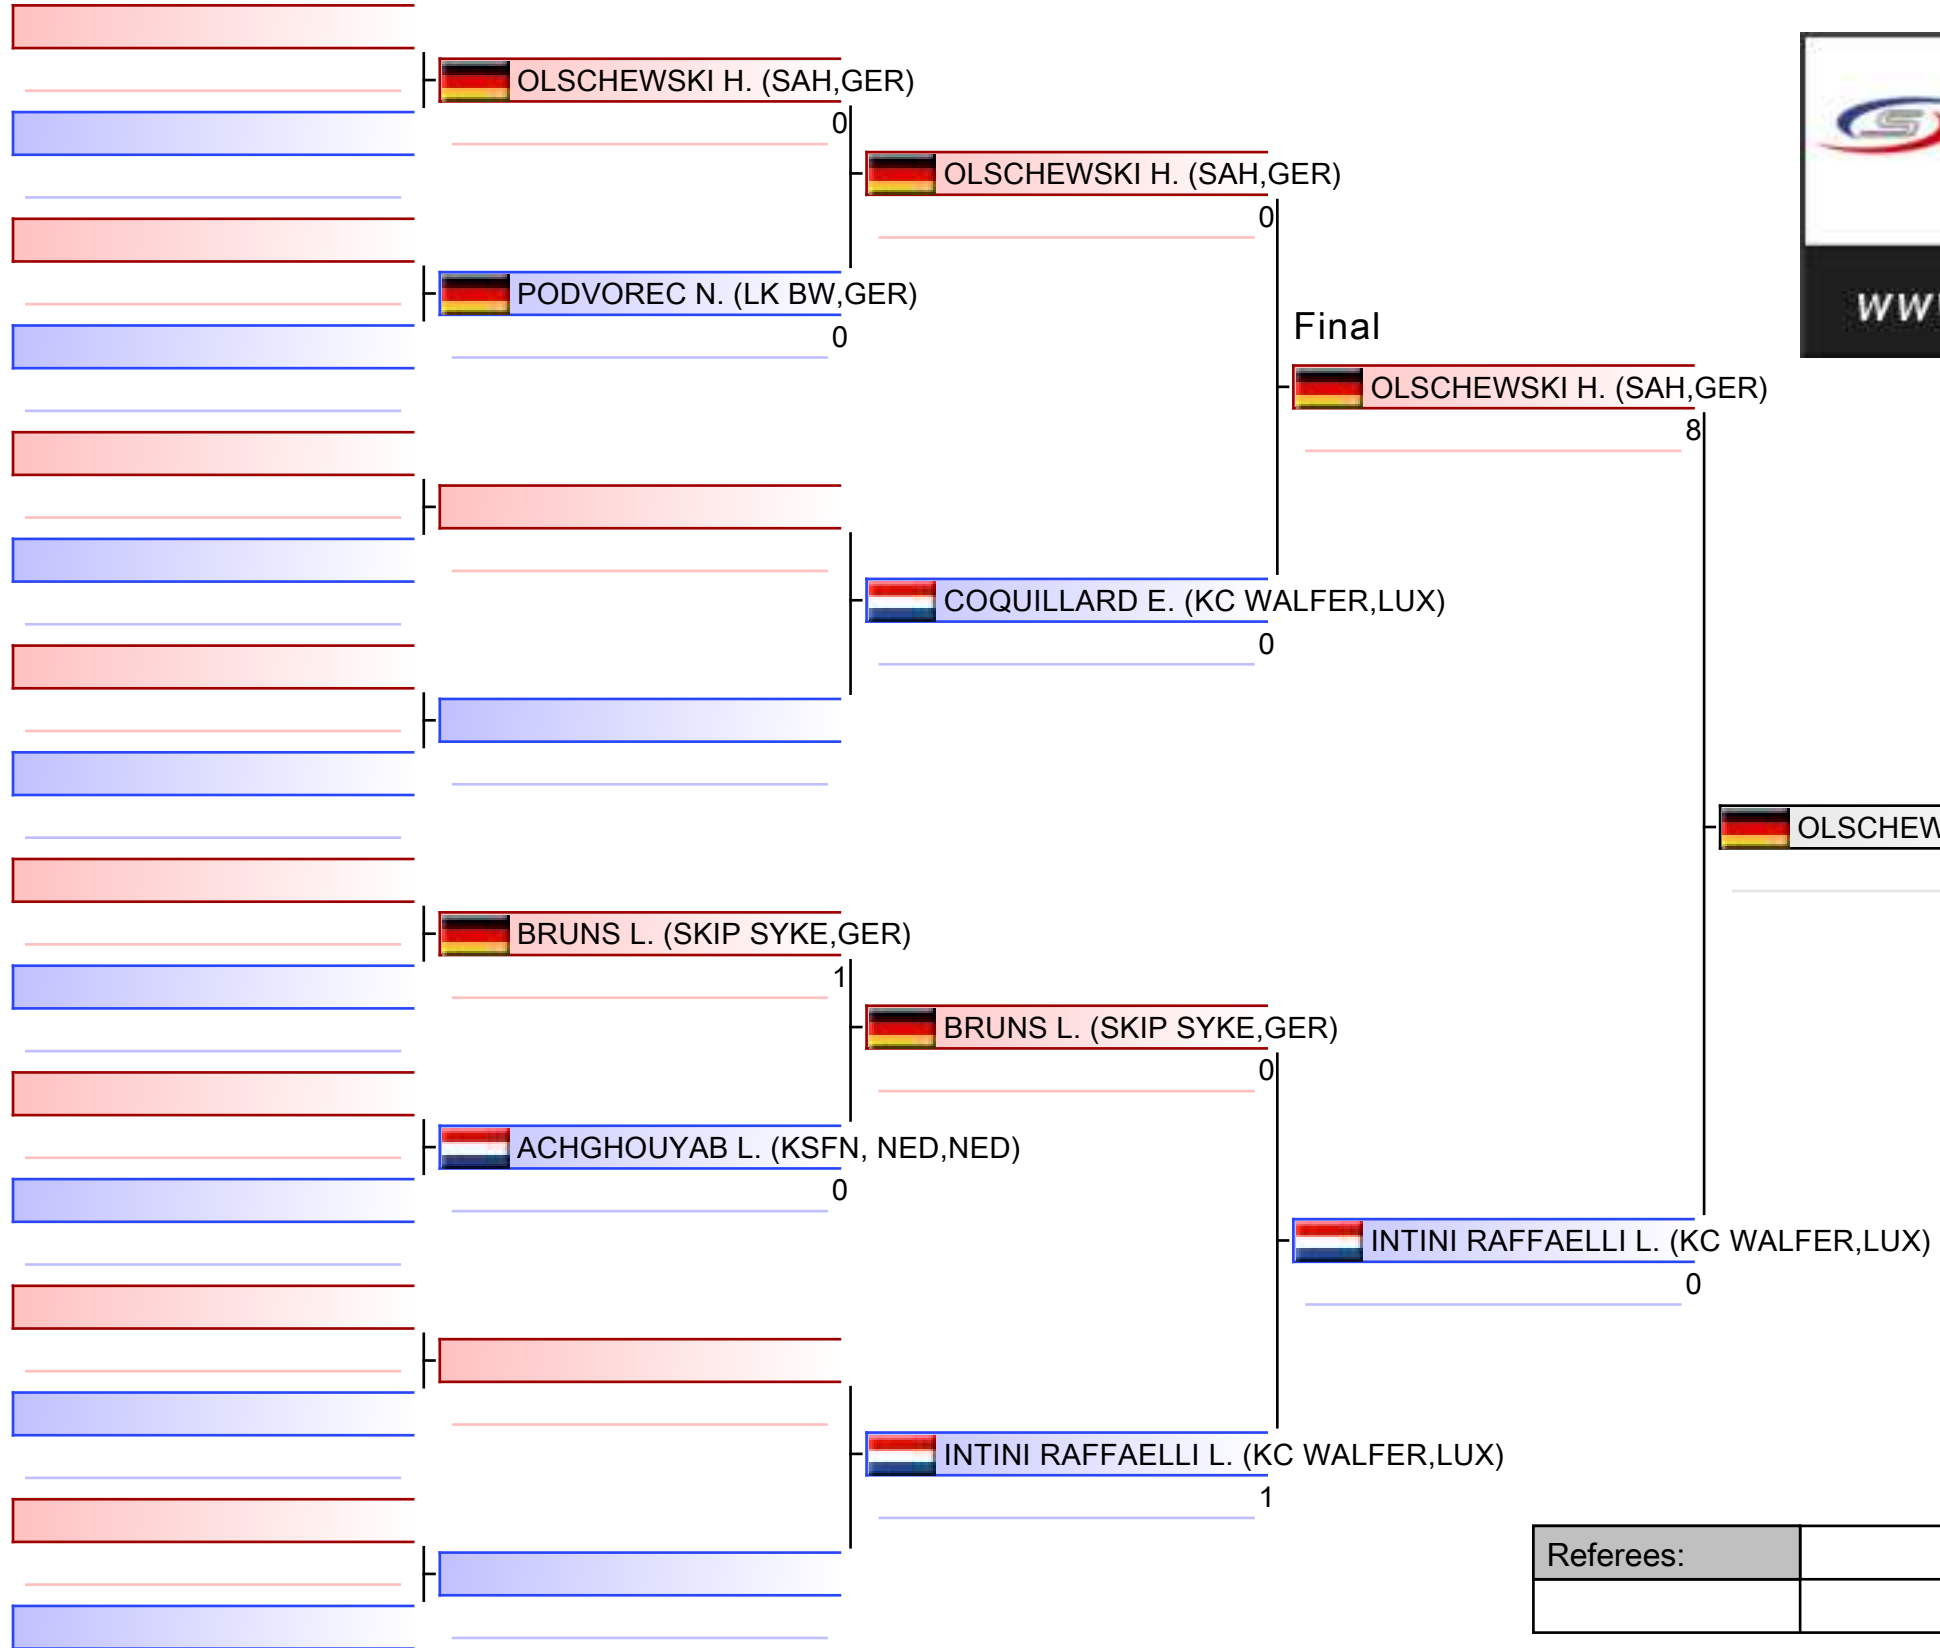 OLSCHEWSKI H. (SAH,GER)
0
OLSCHEWSKI H. (SAH,GER)
0
PODVOREC N. (LK BW,GER)
0
Final
OLSCHEWSKI H. (SAH,GER)
8
COQUILLARD E. (KC WALFER,LUX)
0
OLSCHEW
BRUNS L. (SKIP SYKE,GER)
1
BRUNS L. (SKIP SYKE,GER)
0
ACHGHOUYAB L. (KSFN, NED,NED)
0
INTINI RAFFAELLI L. (KC WALFER,LUX)
0
INTINI RAFFAELLI L. (KC WALFER,LUX)
1
Referees: